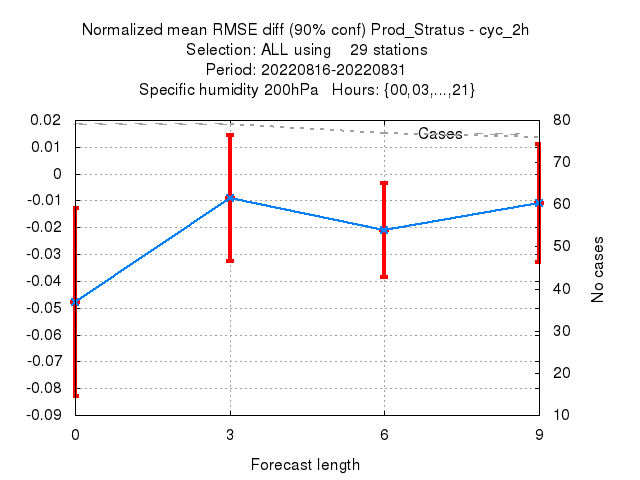 Normalized mean RMSE diff (90% conf) Prod_Stratus - cyc_2h
Selection: ALL using    29 stations
Period: 20220816-20220831
Specific humidity 200hPa   Hours: {00,03,...,21}
0.02
0.01
0
-0.01
-0.02
-0.03
-0.04
-0.05
-0.06
-0.07
-0.08
-0.09
Cases
80
70
60
50
40
30
20
10
No cases
0 3 6 9
Forecast length